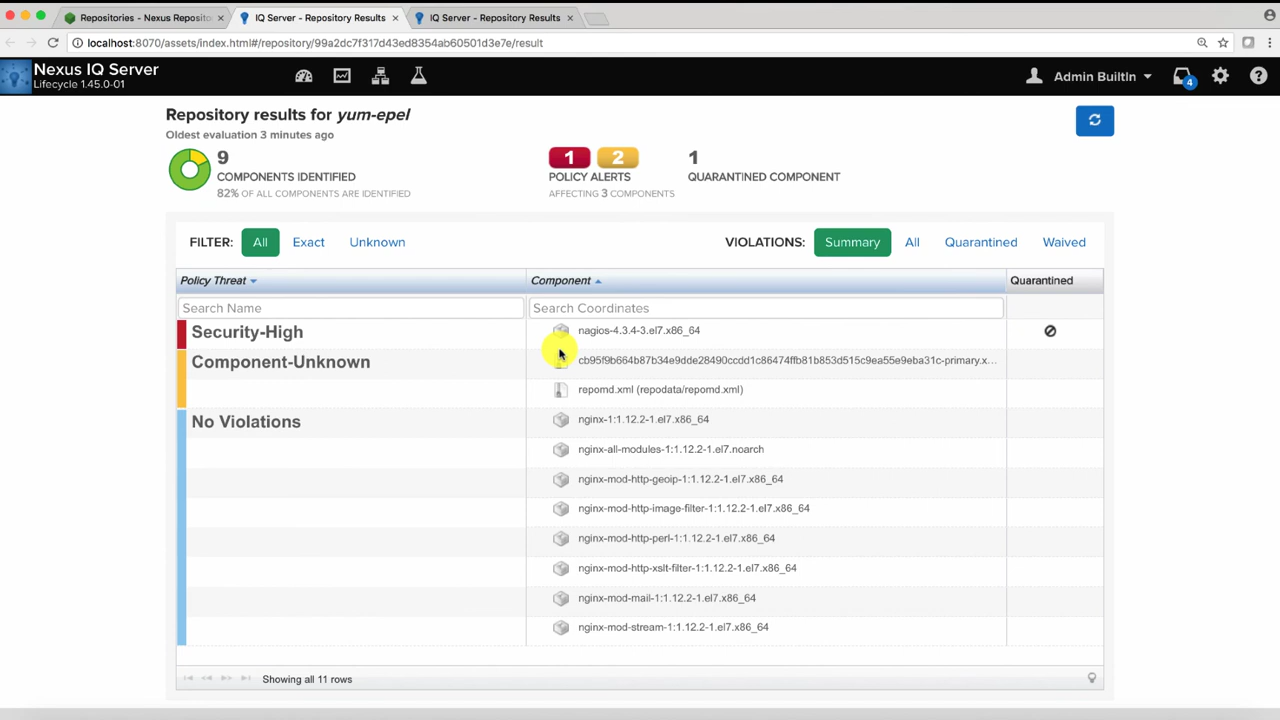 Repositories - Nexus Reposito
IQ Server - Repository Results
IQ Server - Repository Results
localhost:8070/assets/index.html#/repository/99a2dc7f317d43ed8354ab60501d3e7e/result
Nexus IQ Server
Lifecycle 1.45.0-01
Admin BuiltIn
4
Repository results for yum-epel
Oldest evaluation 3 minutes ago
9
COMPONENTS IDENTIFIED
82% OF ALL COMPONENTS ARE IDENTIFIED
1 2
POLICY ALERTS
AFFECTING 3 COMPONENTS
1
QUARANTINED COMPONENT
FILTER: All Exact Unknown
VIOLATIONS: Summary All Quarantined Waived
Policy Threat Component Quarantined
Search Name Search Coordinates
Security-High nagios-4.3.4-3.el7.x86_64
Component-Unknown cb95f9b664b87b34e9dde28490ccdd1c86474ffb81b853d515c9ea55e9eba31c-primary.x...
repomd.xml (repodata/repomd.xml)
No Violations nginx-1:1.12.2-1.el7.x86_64
nginx-all-modules-1:1.12.2-1.el7.noarch
nginx-mod-http-geoip-1:1.12.2-1.el7.x86_64
nginx-mod-http-image-filter-1:1.12.2-1.el7.x86_64
nginx-mod-http-perl-1:1.12.2-1.el7.x86_64
nginx-mod-http-xslt-filter-1:1.12.2-1.el7.x86_64
nginx-mod-mail-1:1.12.2-1.el7.x86_64
nginx-mod-stream-1:1.12.2-1.el7.x86_64
Showing all 11 rows